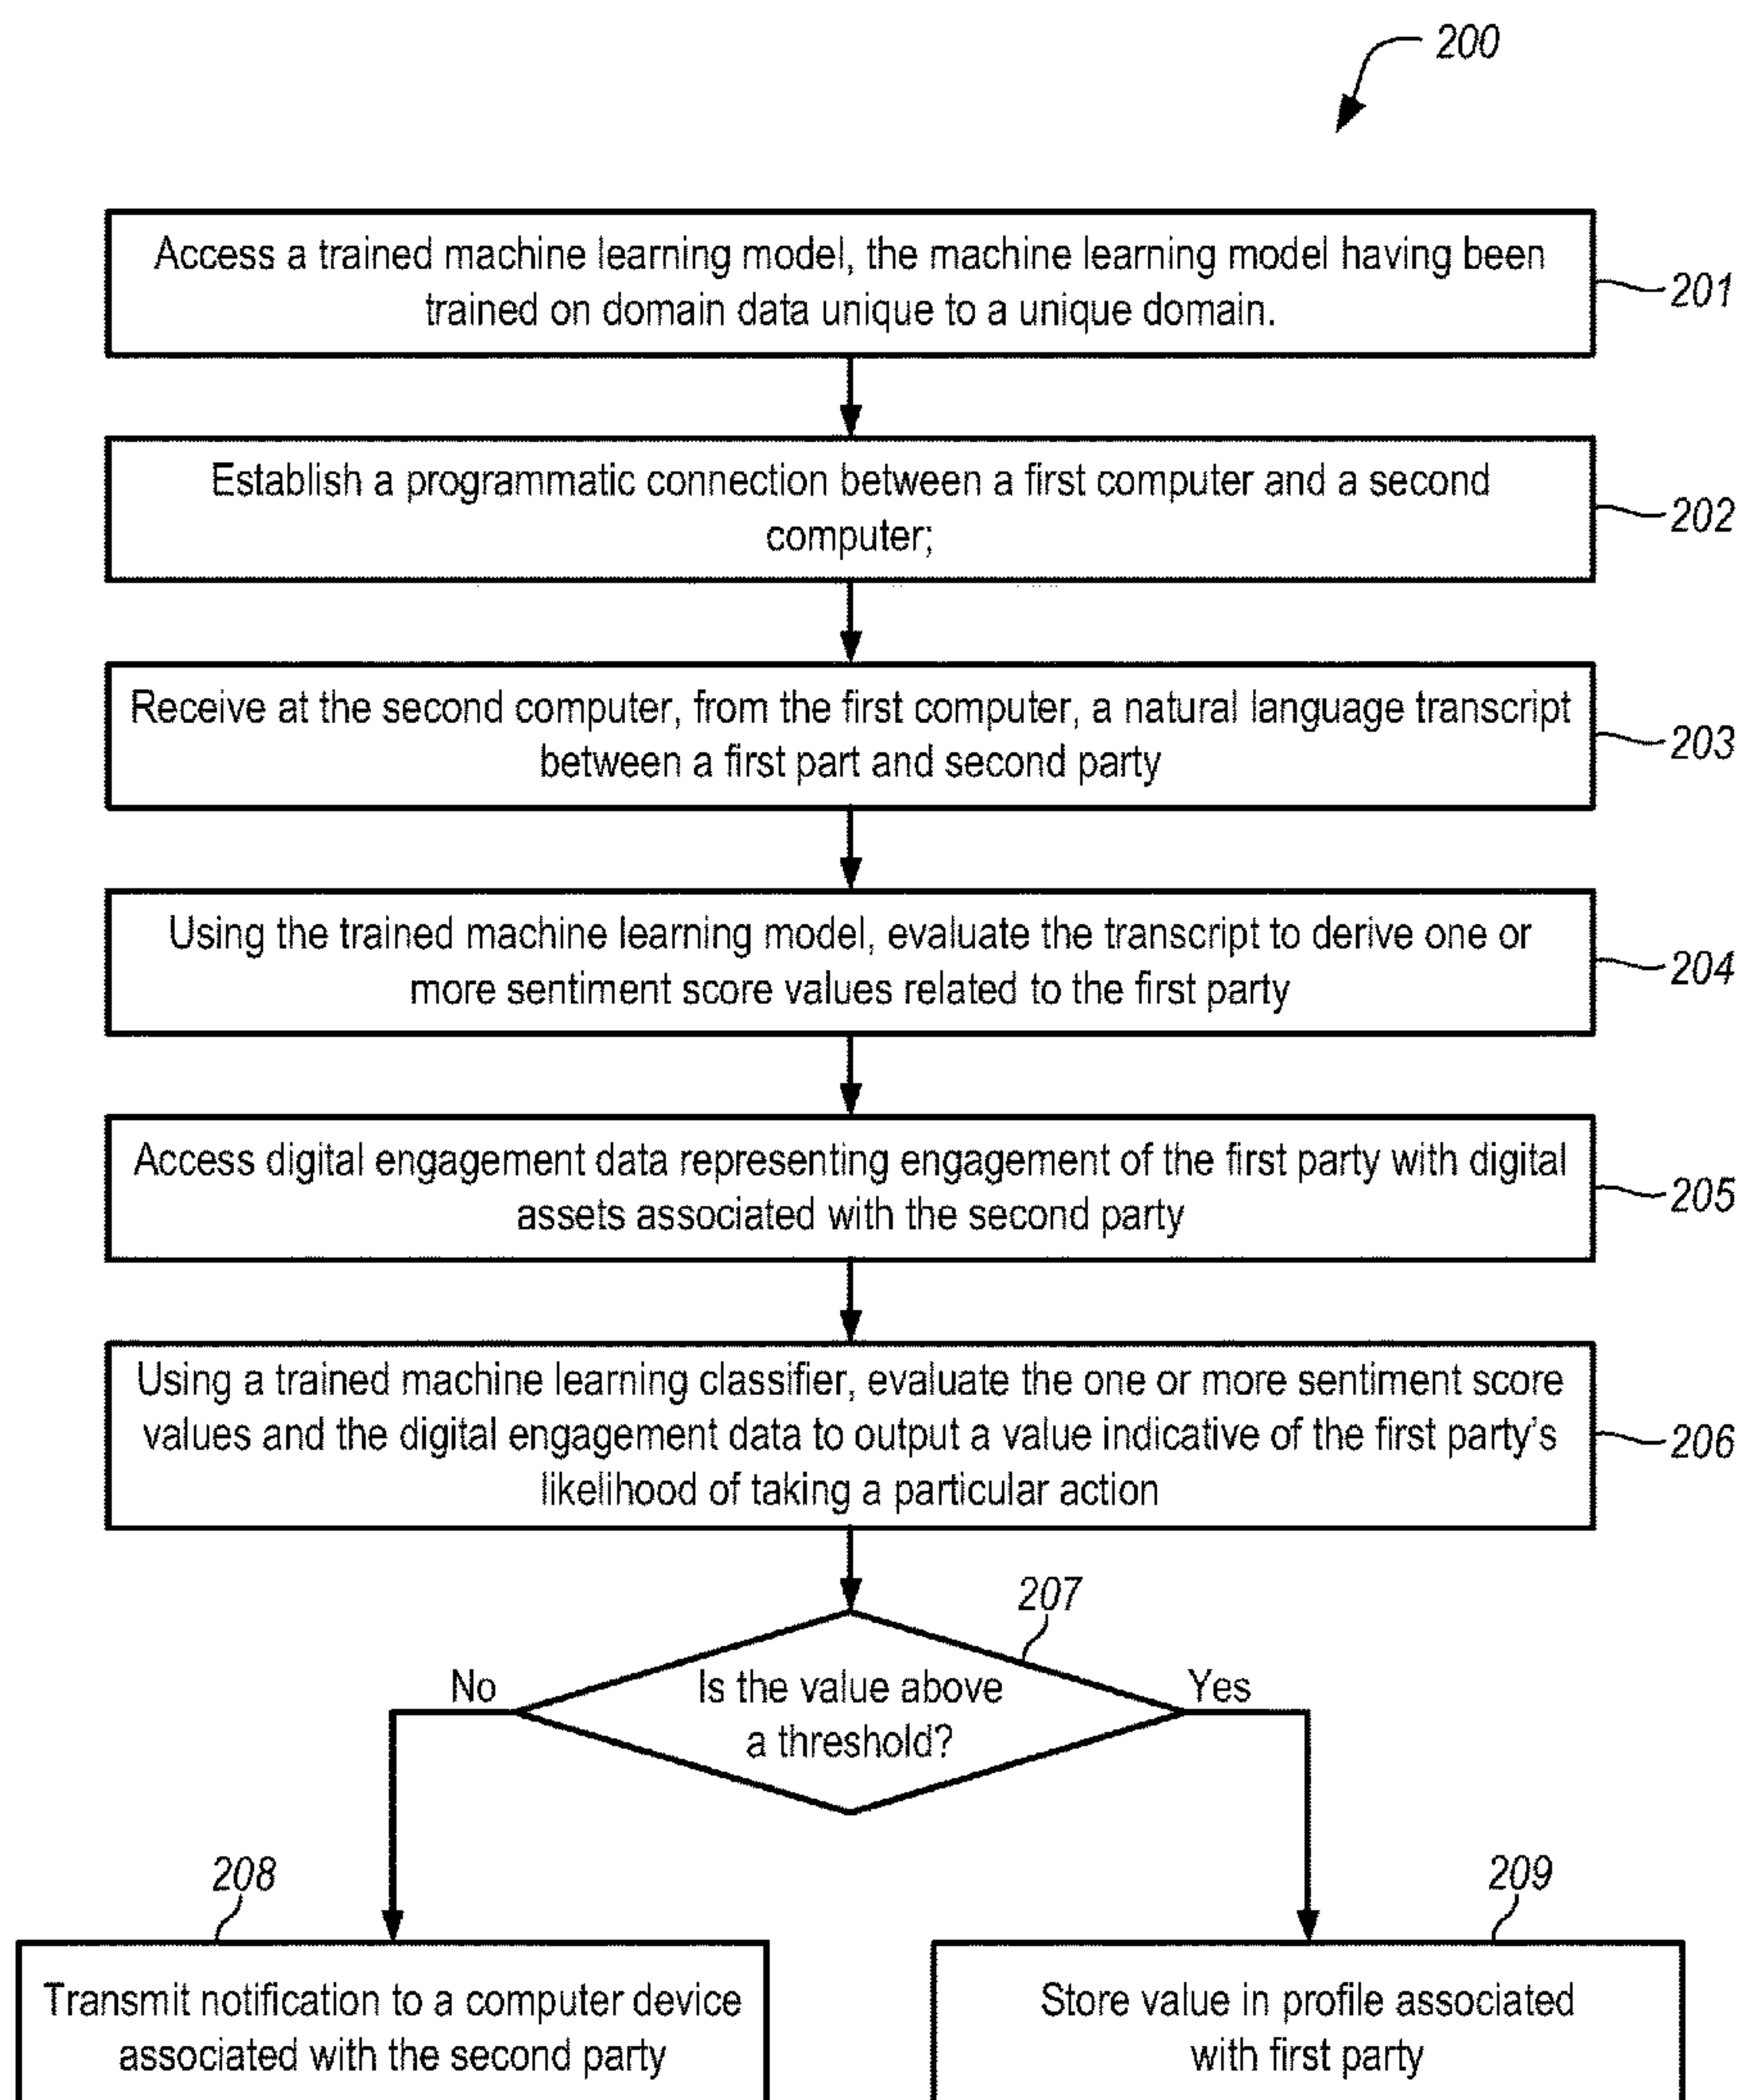 200
Access a trained machine learning model, the machine learning model having been
trained on domain data unique to a unique domain.
201
Establish a programmatic connection between a first computer and a second
computer;
202
Receive at the second computer, from the first computer, a natural language transcript
between a first part and second party
203
Using the trained machine learning model, evaluate the transcript to derive one or
more sentiment score values related to the first party
204
Access digital engagement data representing engagement of the first party with digital
assets associated with the second party
205
Using a trained machine learning classifier, evaluate the one or more sentiment score
values and the digital engagement data to output a value indicative of the first party's
likelihood of taking a particular action
206
207
Is the value above
a threshold?
No
Yes
208
Transmit notification to a computer device
associated with the second party
209
Store value in profile associated
with first party